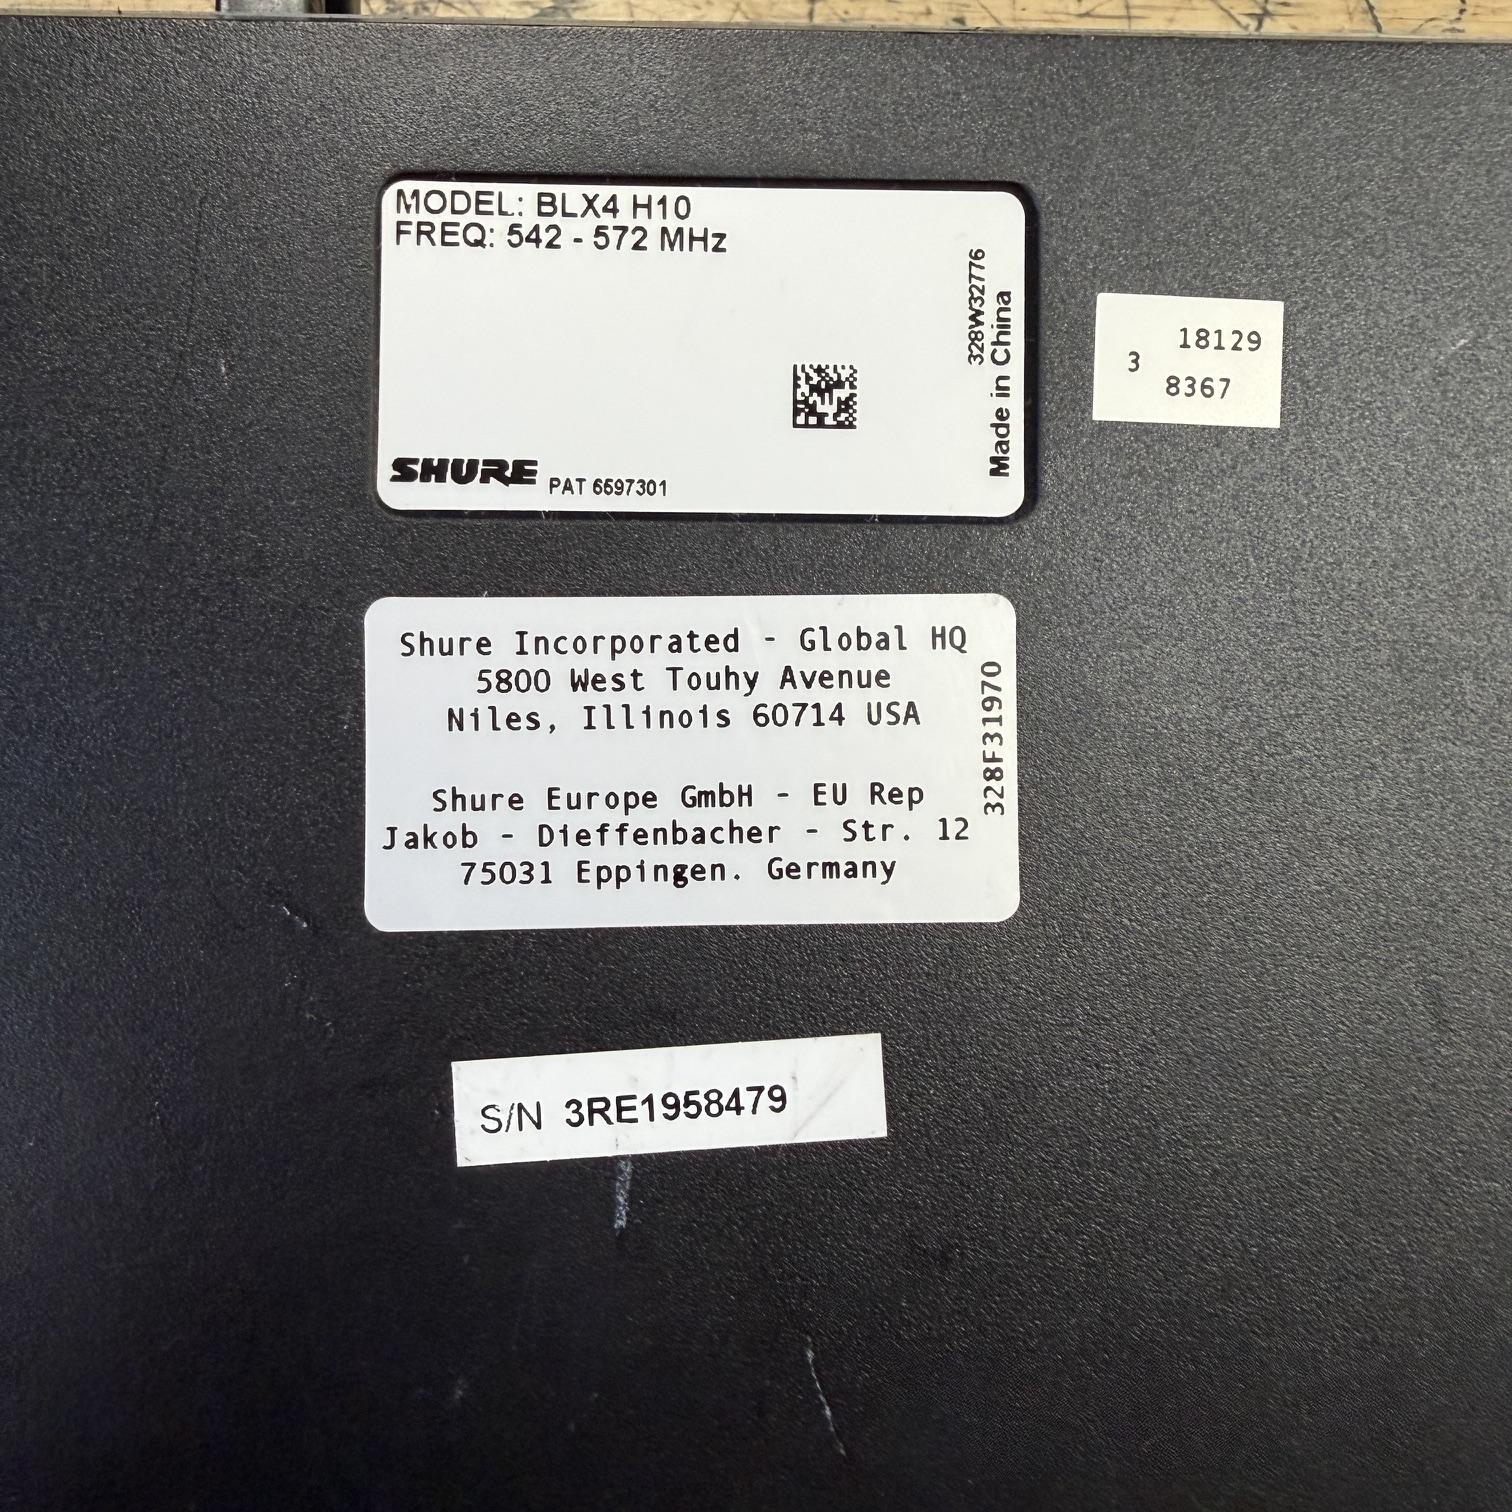 MODEL: BLX4 H10
FREQ: 542 - 572 MHz
SHURE PAT 6597301
328W32776
Made in China
18129
3
8367
Shure Incorporated - Global HQ
5800 West Touhy Avenue
Niles, Illinois 60714 USA
Shure Europe GmbH - EU Rep
Jakob - Dieffenbacher - Str. 12
75031 Eppingen. Germany
328F31970
S/N 3RE1958479